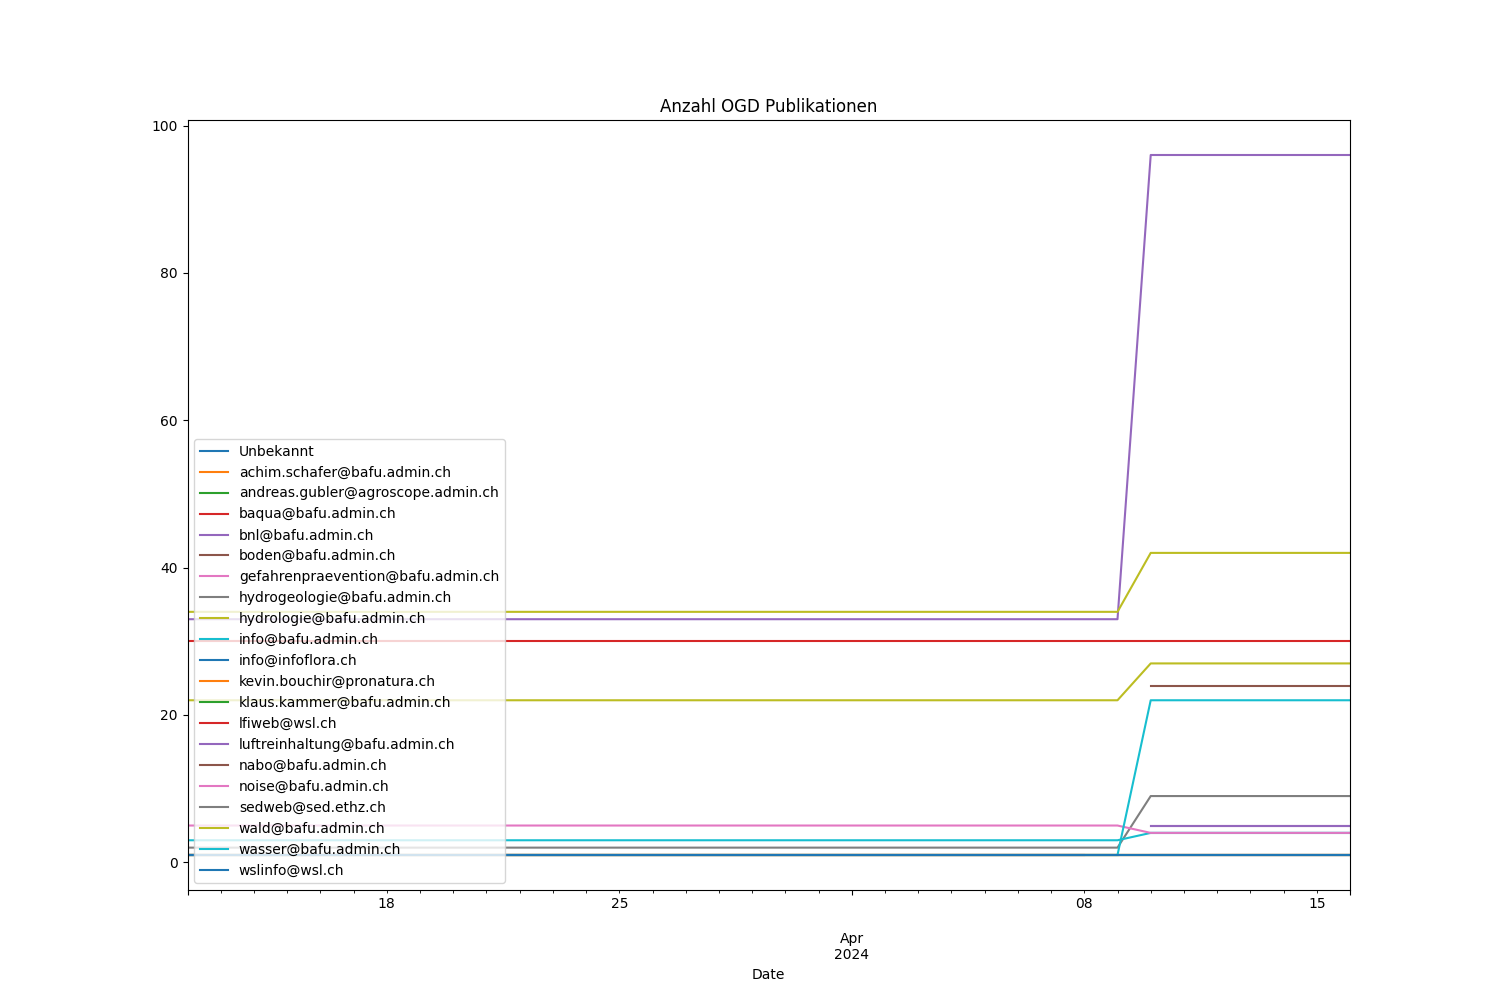 Anzahl OGD Publikationen
100
80
60
40
20
0
Unbekannt
achim.schafer@bafu.admin.ch
andreas.gubler@agroscope.admin.ch
baqua@bafu.admin.ch
bnl@bafu.admin.ch
boden@bafu.admin.ch
gefahrenpraevention@bafu.admin.ch
hydrogeologie@bafu.admin.ch
hydrologie@bafu.admin.ch
info@bafu.admin.ch
info@infoflora.ch
kevin.bouchir@pronatura.ch
klaus.kammer@bafu.admin.ch
lfiweb@wsl.ch
luftreinhaltung@bafu.admin.ch
nabo@bafu.admin.ch
noise@bafu.admin.ch
sedweb@sed.ethz.ch
wald@bafu.admin.ch
wasser@bafu.admin.ch
wslinfo@wsl.ch
18 25 08 15
Apr
2024
Date